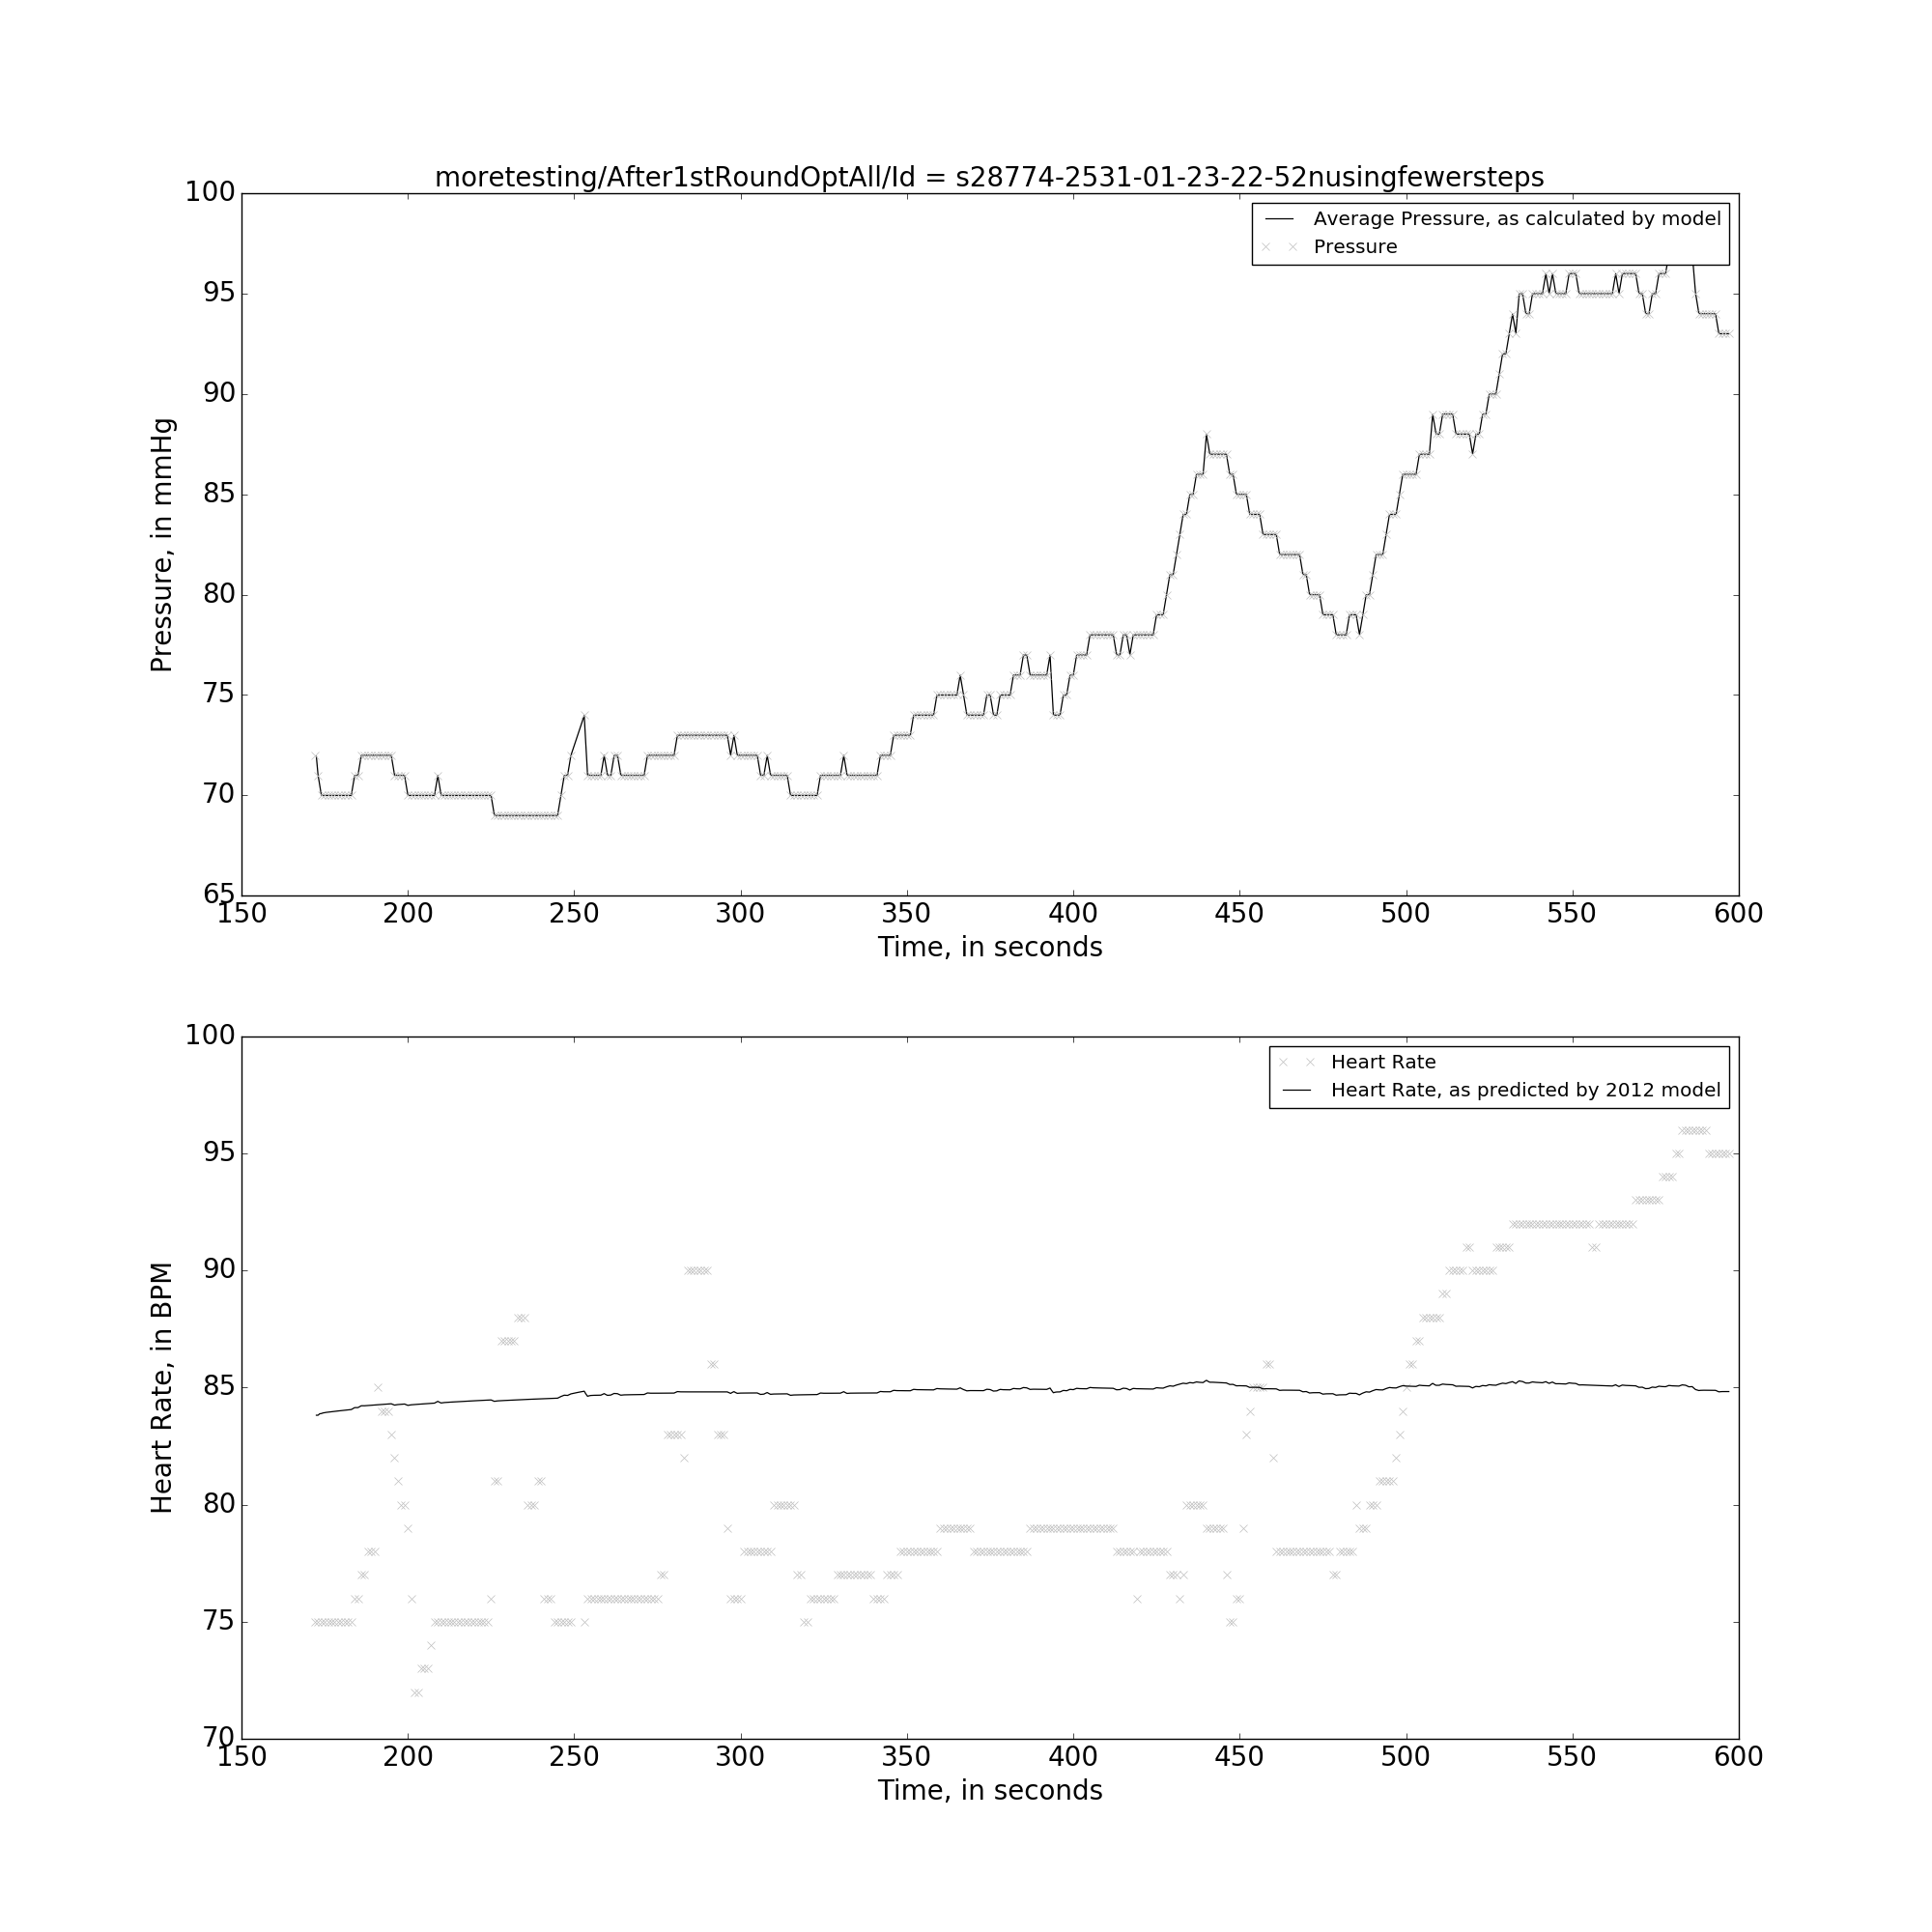 moretesting/After1stRoundOptAll/Id = s28774-2531-01-23-22-52nusingfewersteps
100
95
90
85
80
75
70
65
Pressure, in mmHg
Average Pressure, as calculated by model
Pressure
150 200 250 300 350 400 450 500 550 600
Time, in seconds
100
95
90
85
80
75
70
Heart Rate, in BPM
Heart Rate
Heart Rate, as predicted by 2012 model
150 200 250 300 350 400 450 500 550 600
Time, in seconds